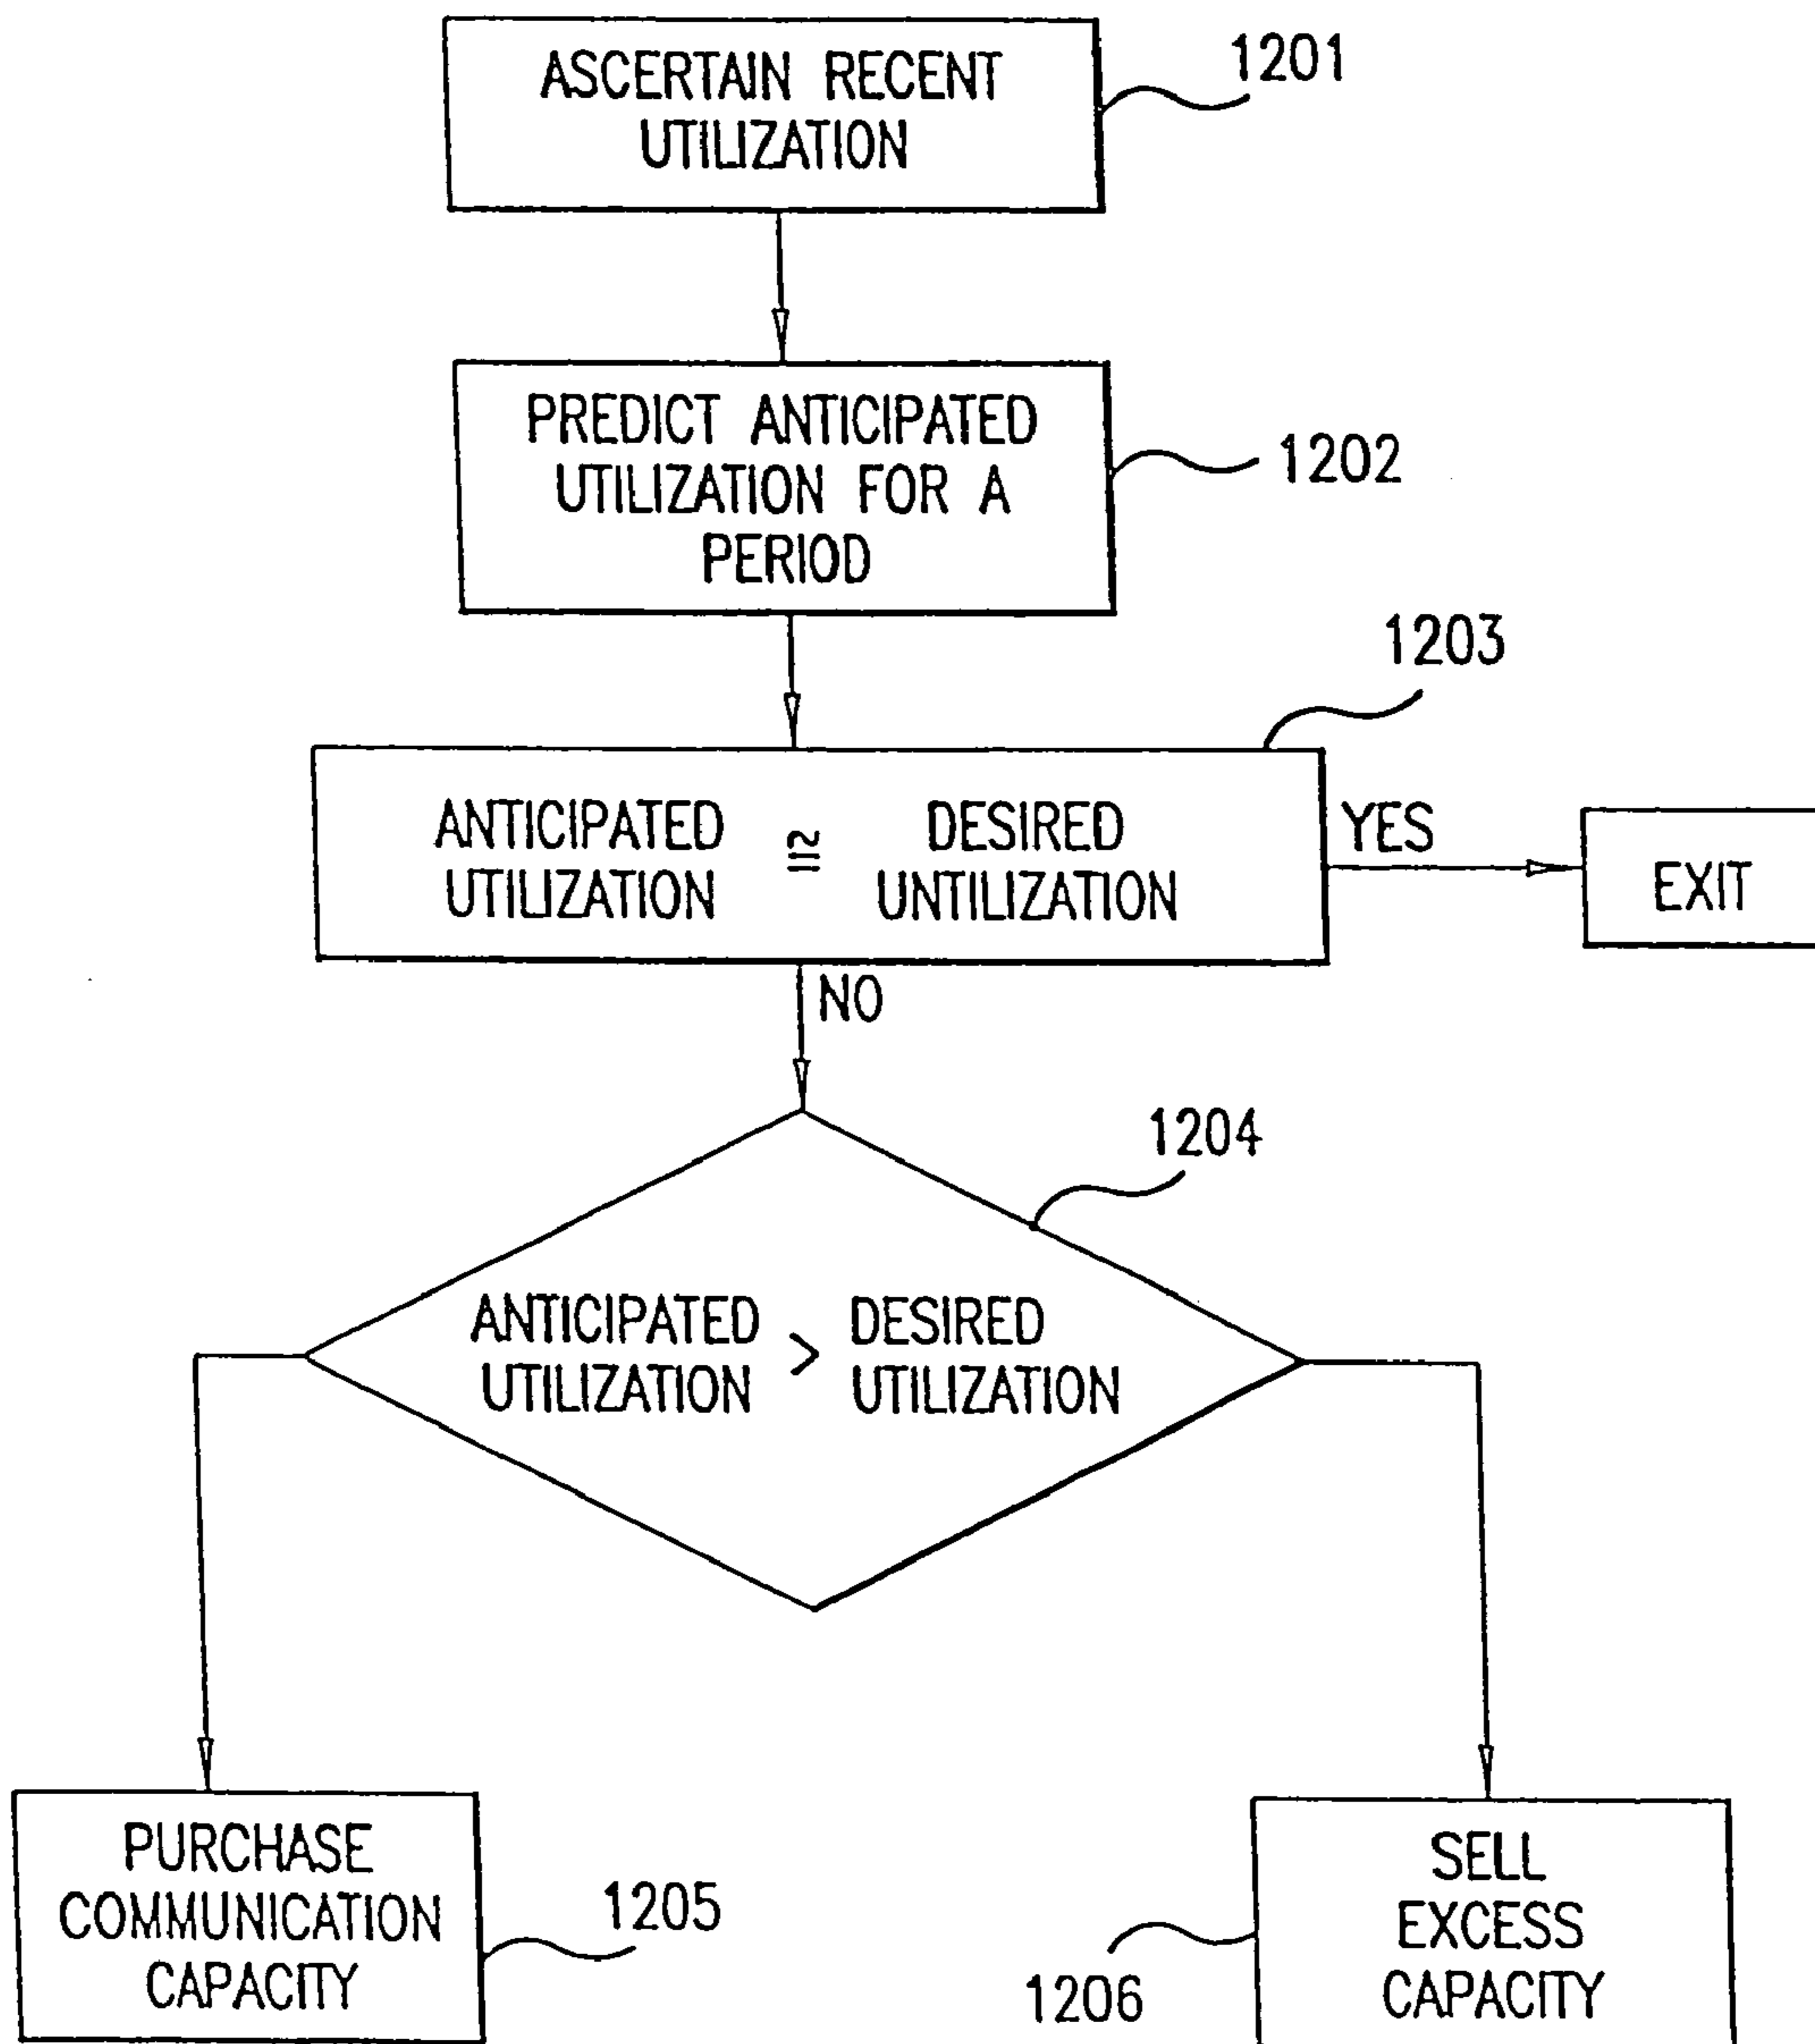 ASCERTAIN RECENT
UTILIZATION
1201
PREDICT ANTICIPATED
UTILIZATION FOR A
PERIOD
1202
1203
ANTICIPATED ≅ DESIRED
UTILIZATION UNTILIZATION
YES
EXIT
NO
1204
ANTICIPATED > DESIRED
UTILIZATION UTILIZATION
PURCHASE
COMMUNICATION
CAPACITY
1205
SELL
EXCESS
CAPACITY
1206